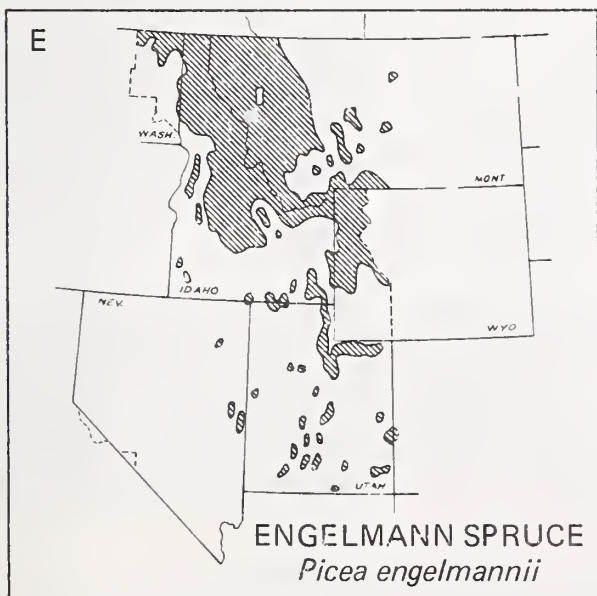 E
WASH.
MONT
IDAHO
NEV.
WYO
UTAH
ENGELMANN SPRUCE
Picea engelmannii